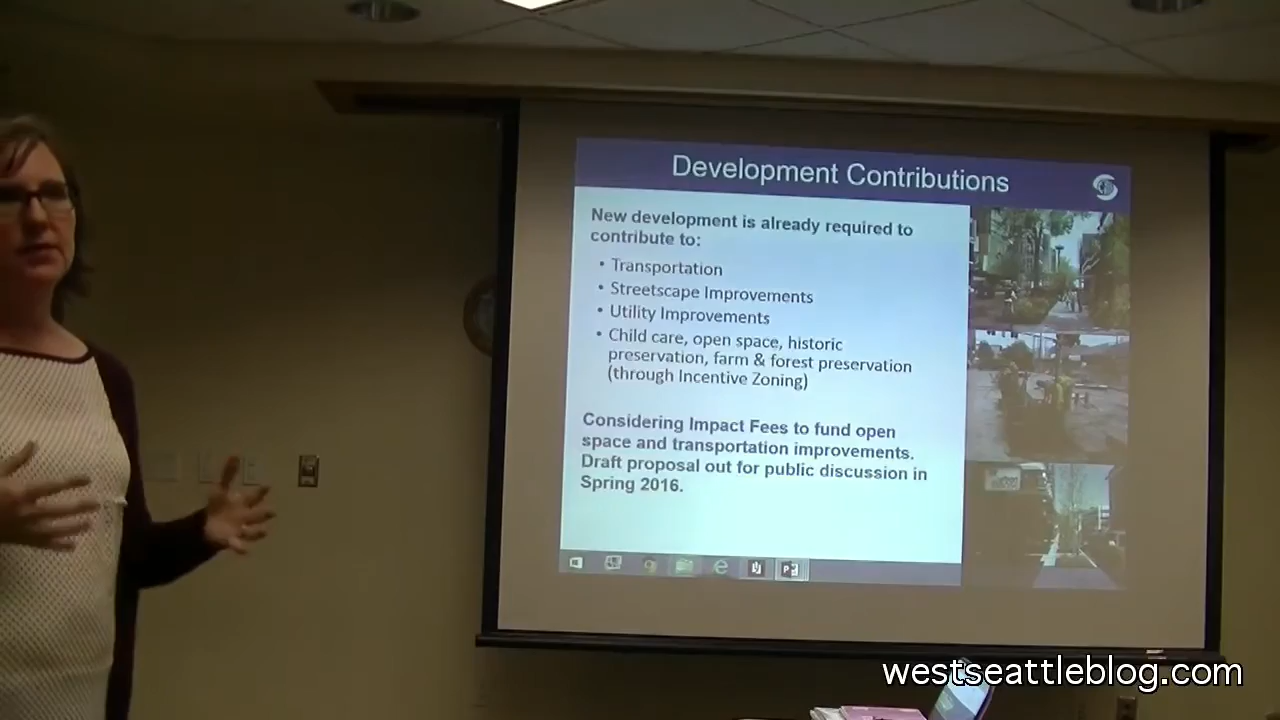 Development Contributions
New development is already required to
contribute to:
• Transportation
• Streetscape Improvements
• Utility Improvements
• Child care, open space, historic
preservation, farm & forest preservation
(through Incentive Zoning)
Considering Impact Fees to fund open
space and transportation improvements.
Draft proposal out for public discussion in
Spring 2016.
westseattleblog.com